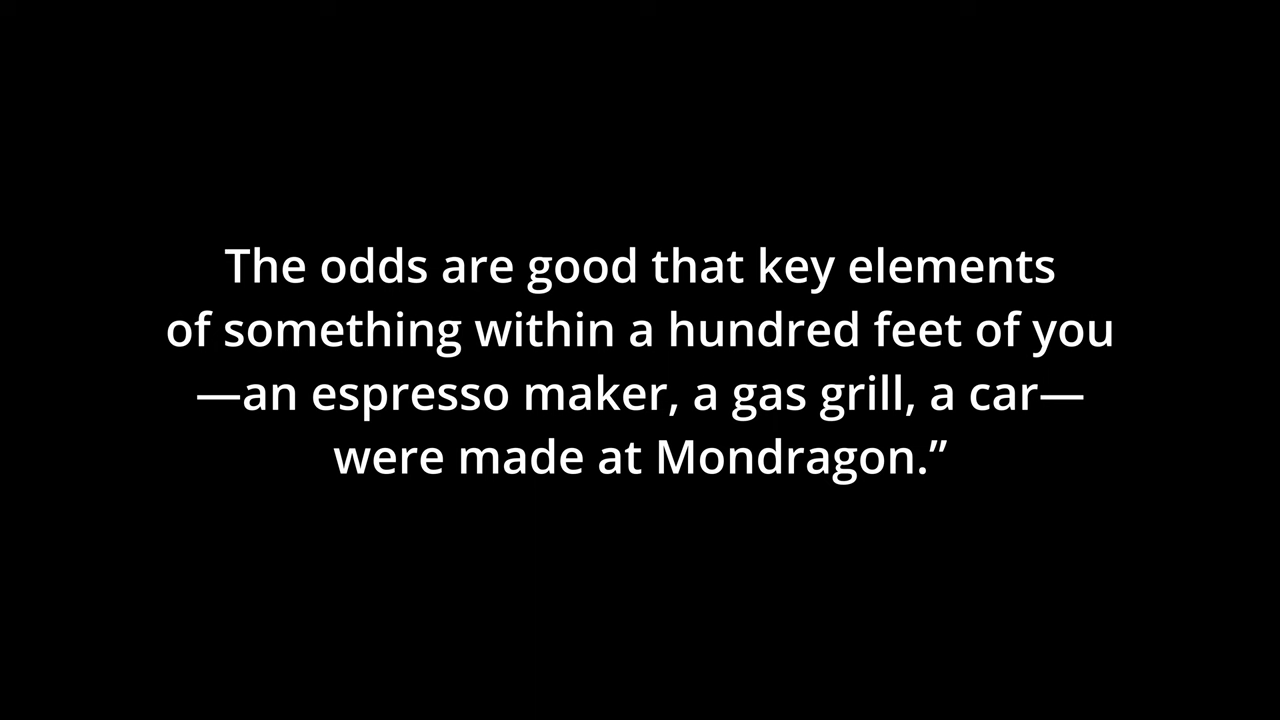 The odds are good that key elements
of something within a hundred feet of you
—an espresso maker, a gas grill, a car—
were made at Mondragon.”